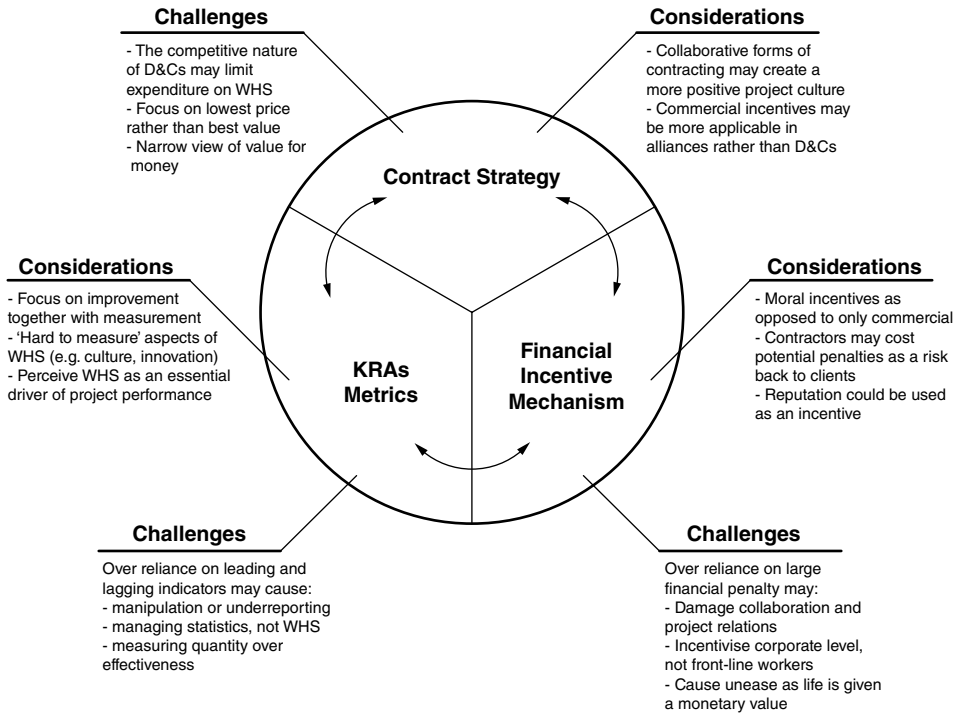 Challenges
- The competitive nature
of D&Cs may limit
expenditure on WHS
- Focus on lowest price
rather than best value
- Narrow view of value for
money
Considerations
- Collaborative forms of
contracting may create a
more positive project culture
- Commercial incentives may
be more applicable in
alliances rather than D&Cs
Contract Strategy
Considerations
- Focus on improvement
together with measurement
- ‘Hard to measure’ aspects of
WHS (e.g. culture, innovation)
- Perceive WHS as an essential
driver of project performance
KRAs
Metrics
Financial
Incentive
Mechanism
Considerations
- Moral incentives as
opposed to only commercial
- Contractors may cost
potential penalties as a risk
back to clients
- Reputation could be used
as an incentive
Challenges
Over reliance on leading and
lagging indicators may cause:
- manipulation or underreporting
- managing statistics, not WHS
- measuring quantity over
effectiveness
Challenges
Over reliance on large
financial penalty may:
- Damage collaboration and
project relations
- Incentivise corporate level,
not front-line workers
- Cause unease as life is given
a monetary value